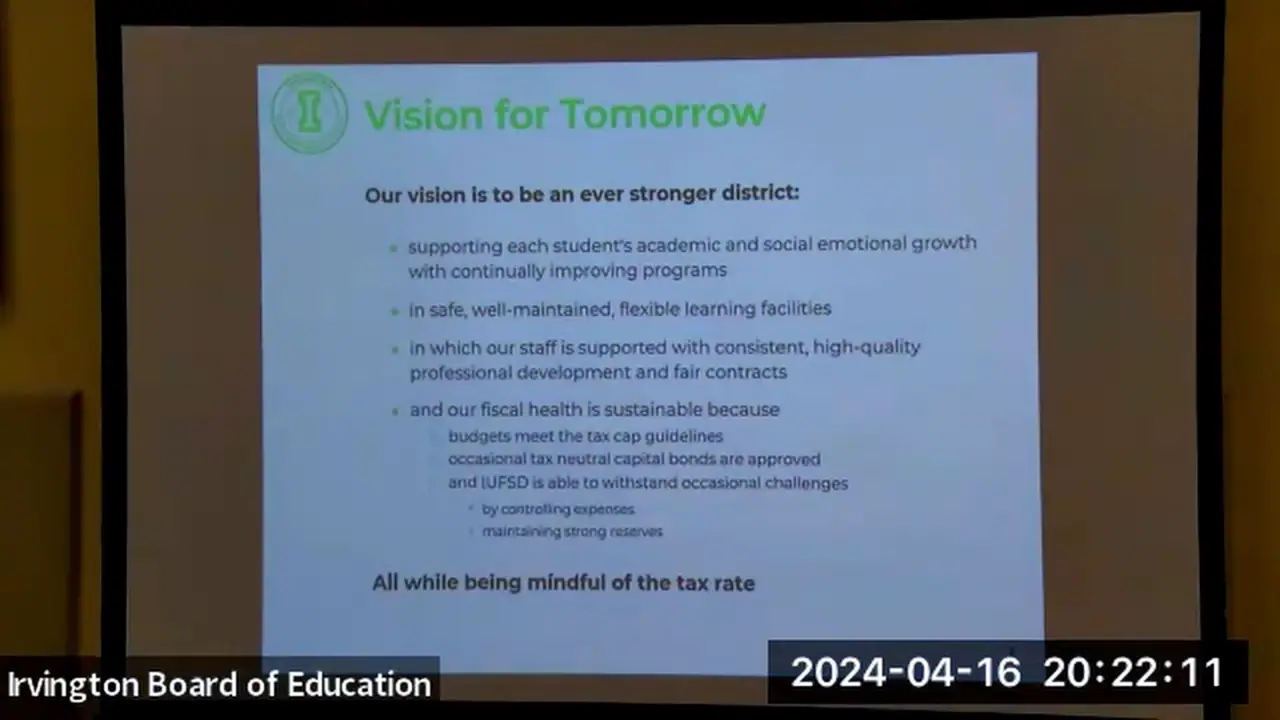 I
Vision for Tomorrow
Our vision is to be an ever stronger district:
supporting each student's academic and social emotional growth
with continually improving programs
in safe, well-maintained, flexible learning facilities
in which our staff is supported with consistent, high-quality
professional development and fair contracts
and our fiscal health is sustainable because
budgets meet the tax cap guidelines
occasional tax neutral capital bonds are approved
and IUFSD is able to withstand occasional challenges
by controlling expenses
maintaining strong reserves
All while being mindful of the tax rate
Irvington Board of Education
2024-04-16 20:22:11